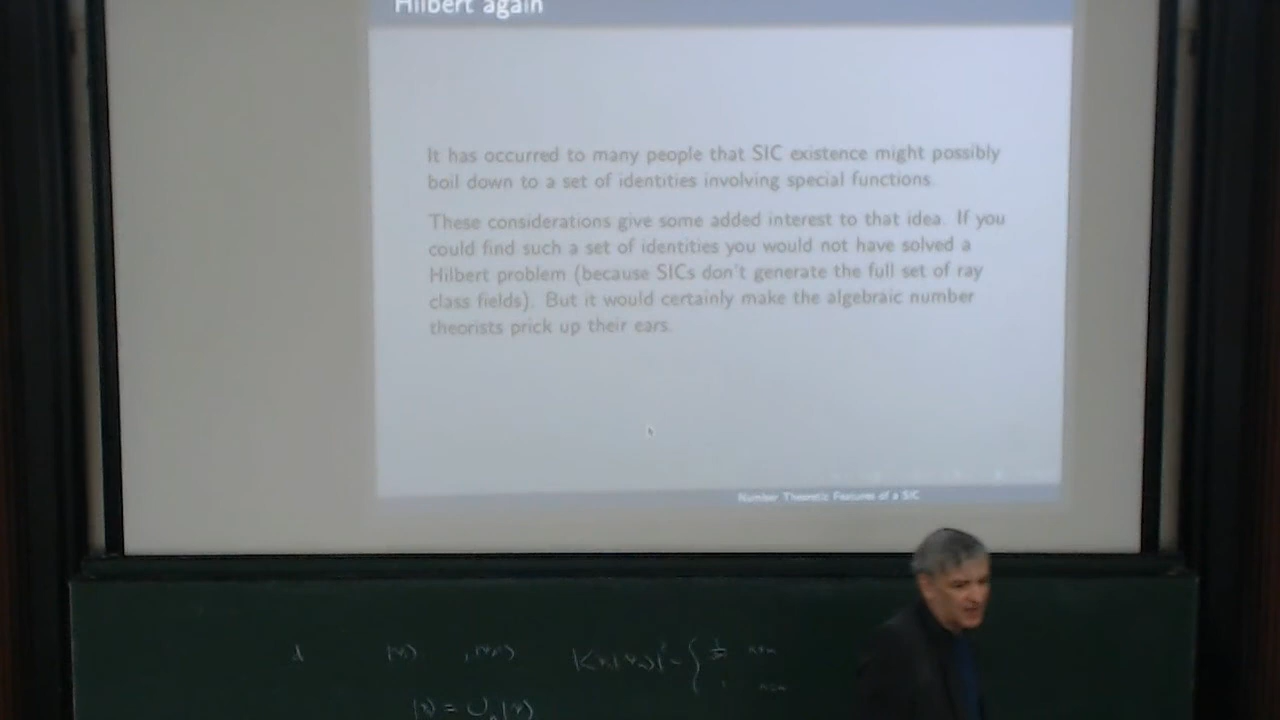 Hilbert again
It has occurred to many people that SIC existence might possibly
boil down to a set of identities involving special functions.
These considerations give some added interest to that idea. If you
could find such a set of identities you would not have solved a
Hilbert problem (because SICs don't generate the full set of ray
class fields). But it would certainly make the algebraic number
theorists prick up their ears.
Number Theoretic Features of a SIC